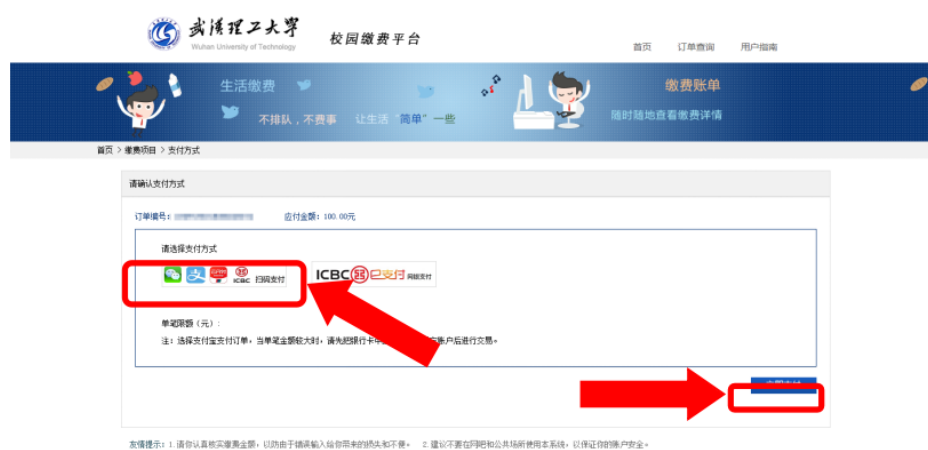 武汉理工大学
Wuhan University of Technology
校园缴费平台
首页 订单查询 用户指南
生活缴费
不排队，不费事 让生活“简单”一些
缴费账单
随时随地查看缴费详情
首页 > 缴费项目 > 支付方式
请确认支付方式
订单编号： 应付金额：100.00元
请选择支付方式
ICBC 扫码支付 ICBC e支付 网银支付
单笔限额（元）：
注：选择支付宝支付订单，当单笔金额较大时，请先把银行卡中 账户后进行交易。
友情提示：1.请你认真核实缴费金额，以防由于错误输入给你带来的损失和不便。 2.建议不要在网吧和公共场所使用本系统，以保证你的账户安全。